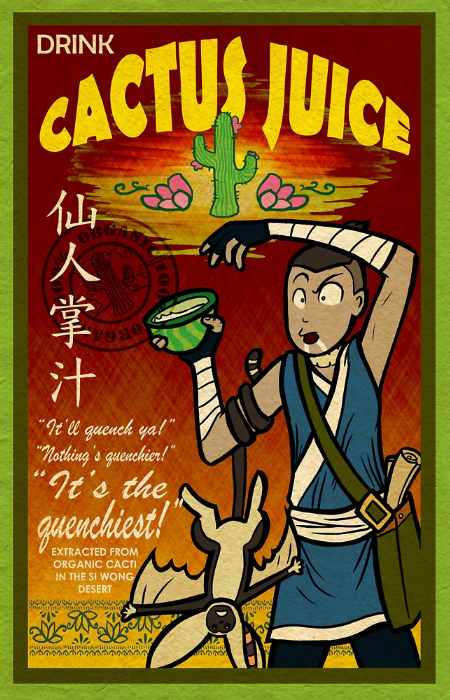 DRINK
CACTUS JUICE
仙
人
掌
汁
ORGANIC
"It'll quench ya!"
"Nothing's quenchier!"
"It's the
quenchiest!"
EXTRACTED FROM
ORGANIC CACTI
IN THE SI WONG
DESERT